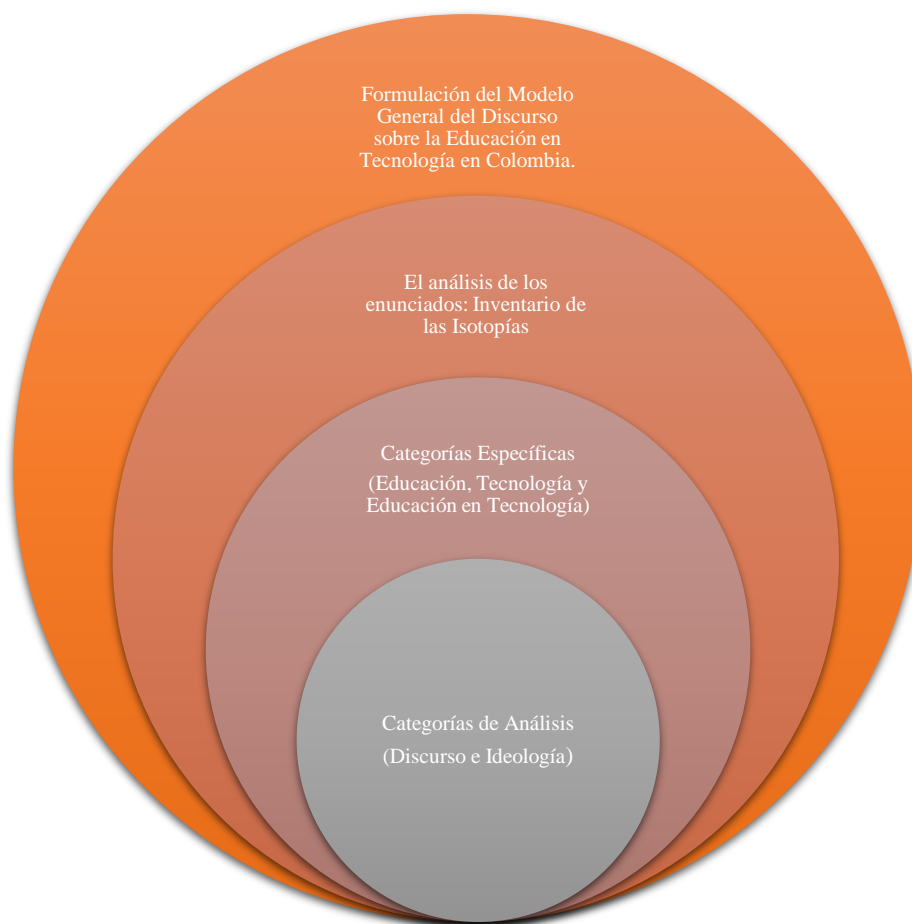 Formulación del Modelo
General del Discurso
sobre la Educación en
Tecnología en Colombia.
El análisis de los
enunciados: Inventario de
las Isotopías
Categorías Específicas
(Educación, Tecnología y
Educación en Tecnología)
Categorías de Análisis
(Discurso e Ideología)